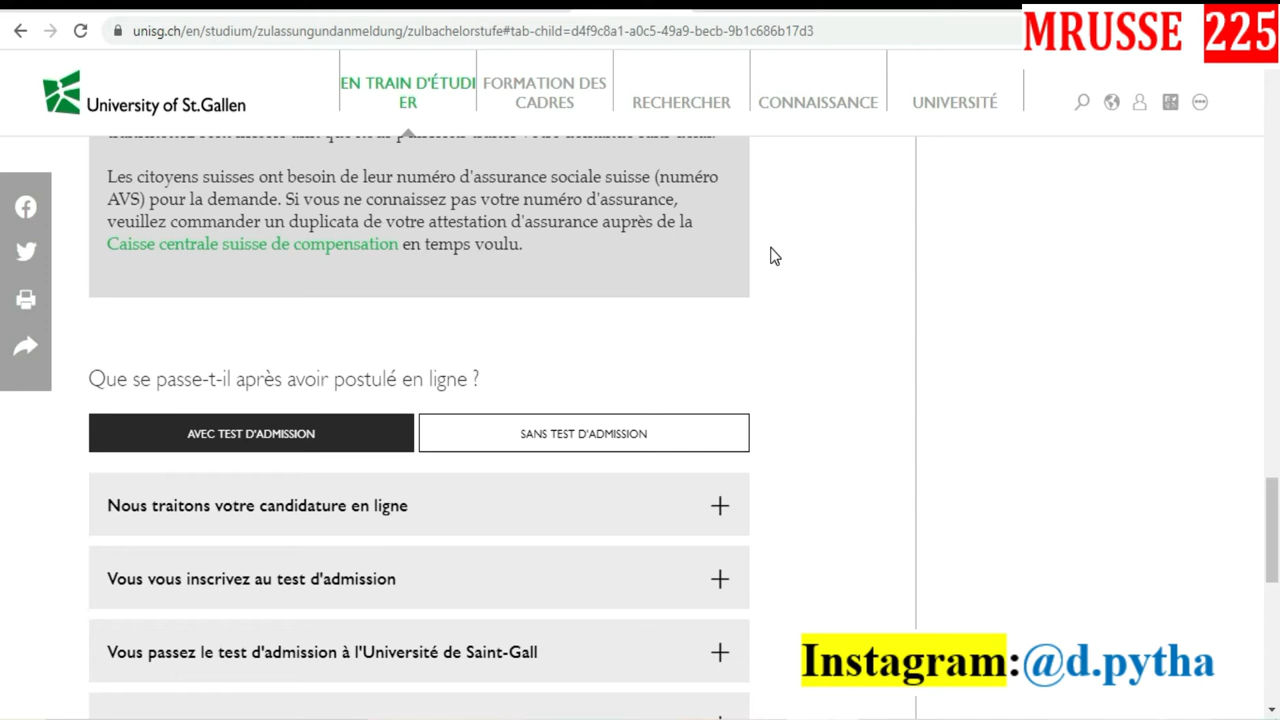 unisg.ch/en/studium/zulassungundanmeldung/zulbachelorstufe#tab-child=d4f9c8a1-a0c5-49a9-becb-9b1c686b17d3
MRUSSE 225
University of St.Gallen
EN TRAIN D'ÉTUDI
ER
FORMATION DES
CADRES
RECHERCHER
CONNAISSANCE
UNIVERSITÉ
Les citoyens suisses ont besoin de leur numéro d'assurance sociale suisse (numéro
AVS) pour la demande. Si vous ne connaissez pas votre numéro d'assurance,
veuillez commander un duplicata de votre attestation d'assurance auprès de la
Caisse centrale suisse de compensation en temps voulu.
Que se passe-t-il après avoir postulé en ligne ?
AVEC TEST D'ADMISSION
SANS TEST D'ADMISSION
Nous traitons votre candidature en ligne
Vous vous inscrivez au test d'admission
Vous passez le test d'admission à l'Université de Saint-Gall
Instagram:@d.pytha